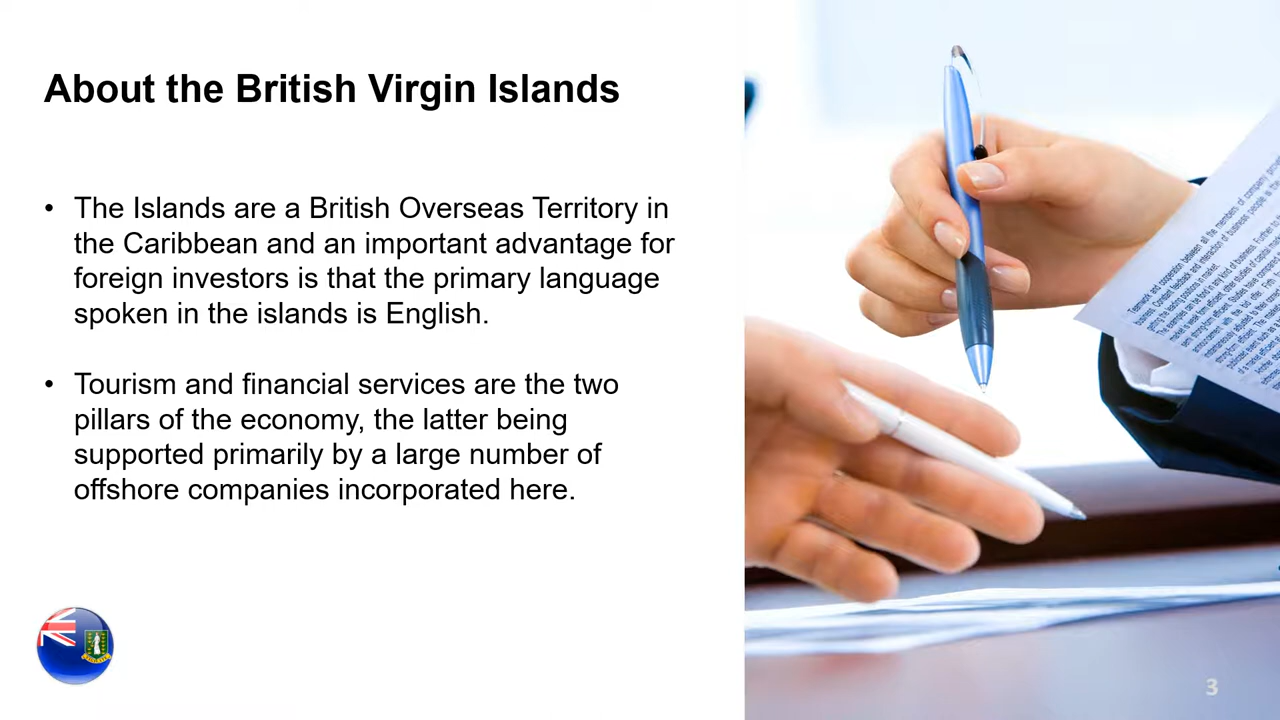 About the British Virgin Islands
• The Islands are a British Overseas Territory in
the Caribbean and an important advantage for
foreign investors is that the primary language
spoken in the islands is English.
• Tourism and financial services are the two
pillars of the economy, the latter being
supported primarily by a large number of
offshore companies incorporated here.
3